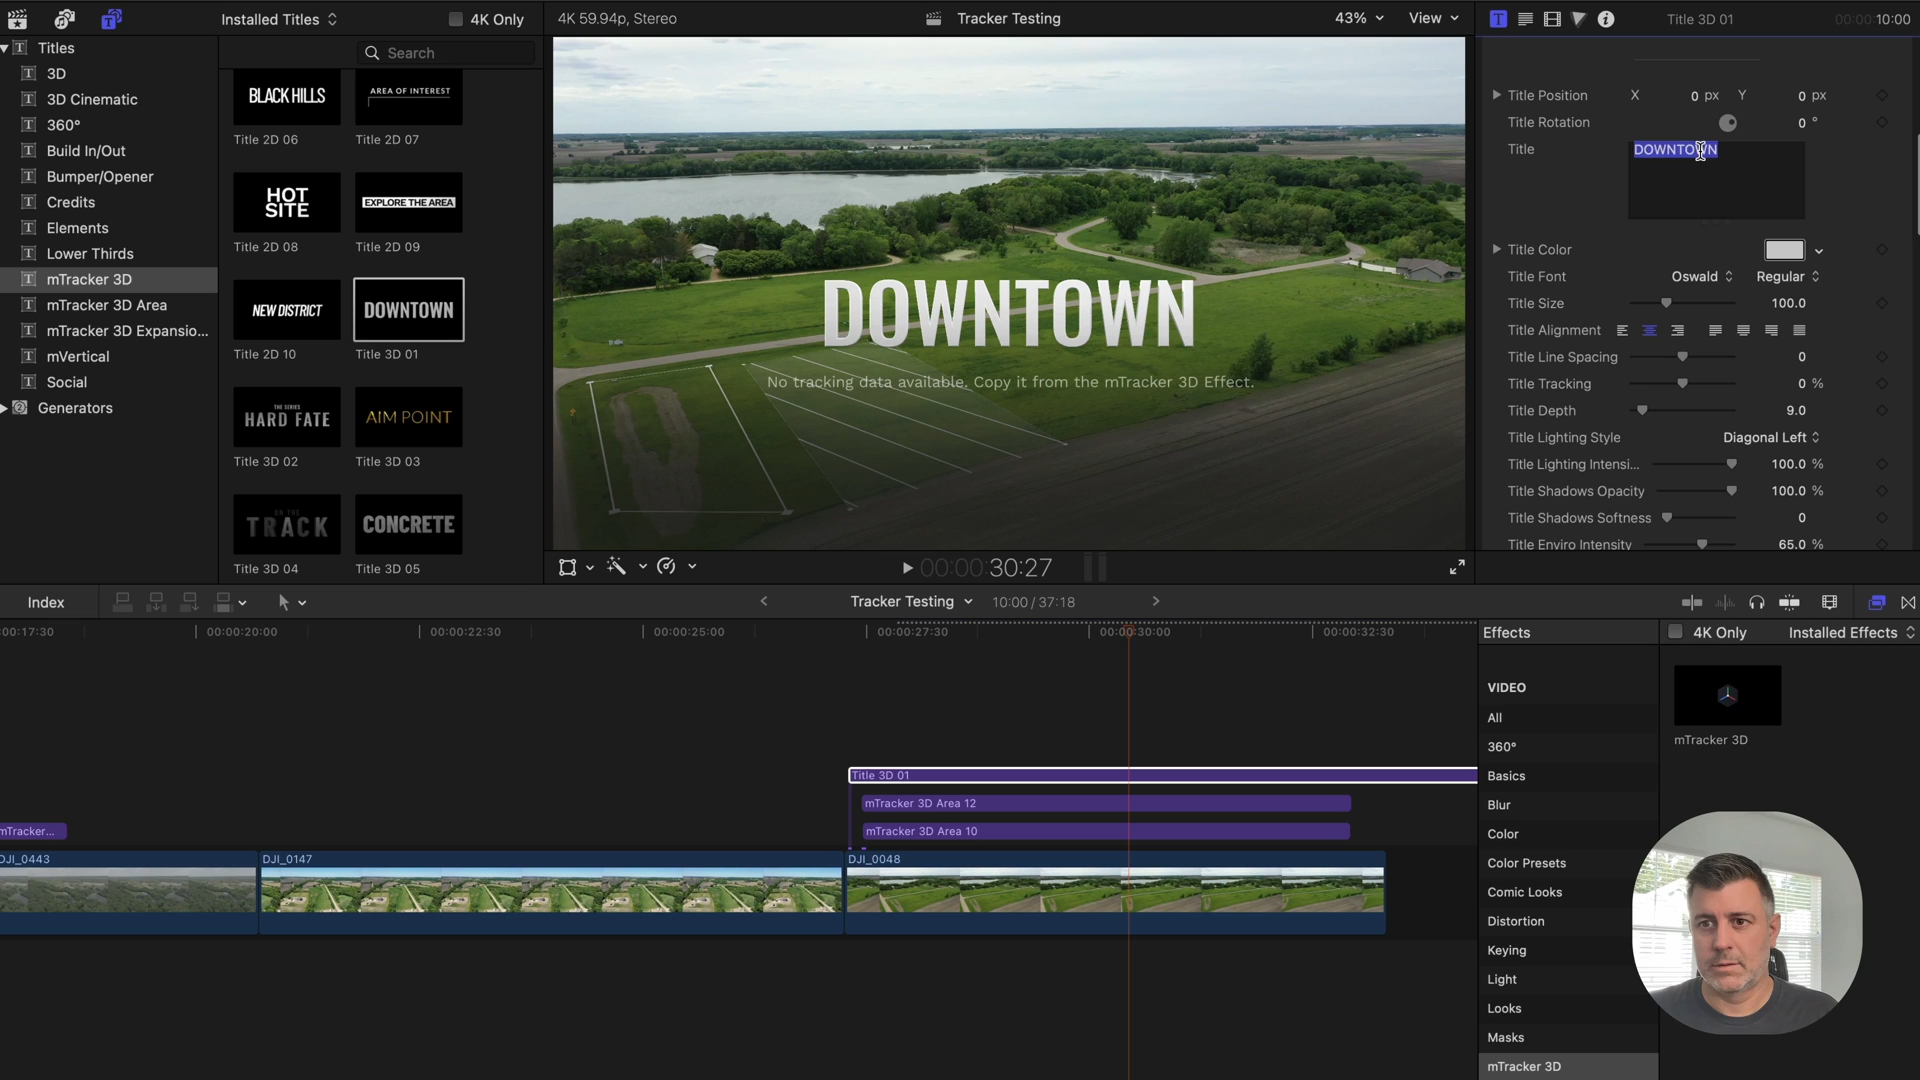 Installed Titles
4K Only
4K 59.94p, Stereo
Tracker Testing
43%
View
Title 3D 01
00:00:10:00
Titles
Search
3D
3D Cinematic
360°
Build In/Out
Bumper/Opener
Credits
Elements
Lower Thirds
mTracker 3D
mTracker 3D Area
mTracker 3D Expansio...
mVertical
Social
Generators
BLACK HILLS
AREA OF INTEREST
Title 2D 06
Title 2D 07
HOT
SITE
EXPLORE THE AREA
Title 2D 08
Title 2D 09
NEW DISTRICT
DOWNTOWN
Title 2D 10
Title 3D 01
THE SERIES
HARD FATE
AIM POINT
Title 3D 02
Title 3D 03
ON THE
TRACK
CONCRETE
Title 3D 04
Title 3D 05
DOWNTOWN
No tracking data available. Copy it from the mTracker 3D Effect.
00:00:30:27
Title Position X 0 px Y 0 px
Title Rotation 0 °
Title DOWNTOWN
Title Color
Title Font Oswald Regular
Title Size 100.0
Title Alignment
Title Line Spacing 0
Title Tracking 0 %
Title Depth 9.0
Title Lighting Style Diagonal Left
Title Lighting Intensi... 100.0 %
Title Shadows Opacity 100.0 %
Title Shadows Softness 0
Title Enviro Intensity 65.0 %
Index
Tracker Testing
10:00 / 37:18
:00:17:30
00:00:20:00
00:00:22:30
00:00:25:00
00:00:27:30
00:00:30:00
00:00:32:30
Title 3D 01
mTracker 3D Area 12
mTracker...
mTracker 3D Area 10
DJI_0443
DJI_0147
DJI_0048
Effects
4K Only
Installed Effects
VIDEO
All
360°
Basics
Blur
Color
Color Presets
Comic Looks
Distortion
Keying
Light
Looks
Masks
mTracker 3D
mTracker 3D